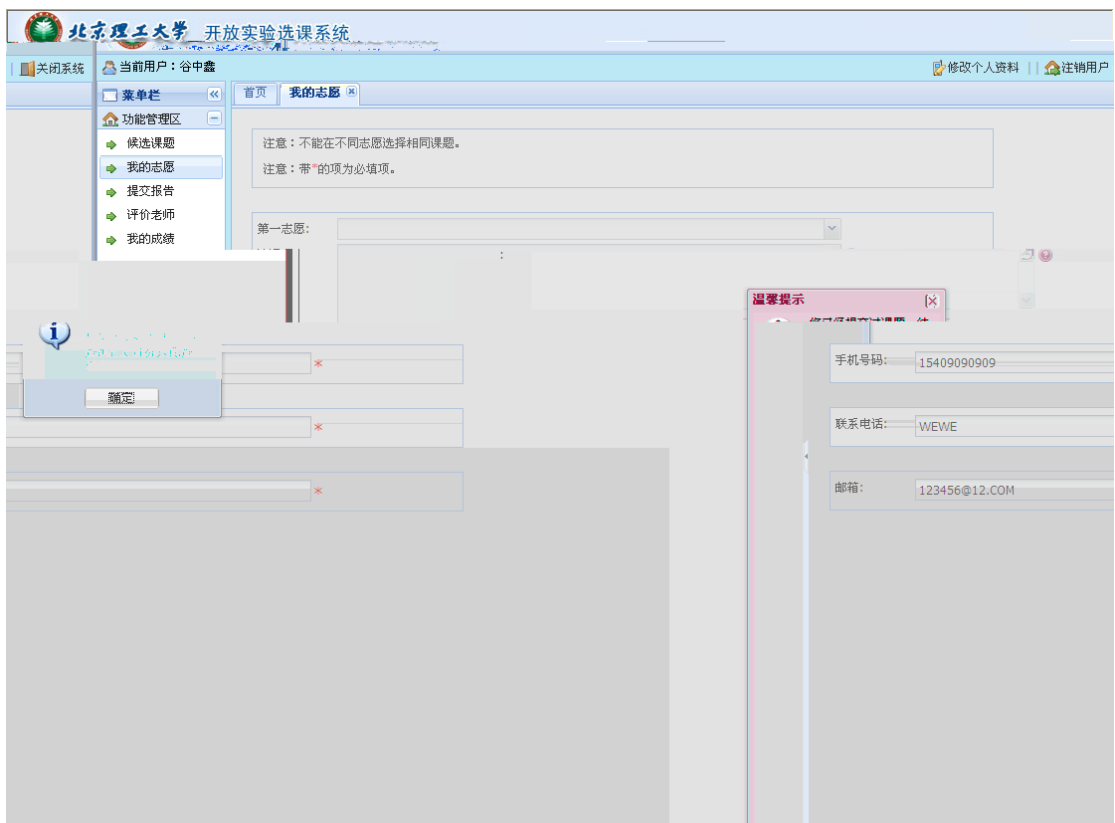 北京理工大学 开放实验选课系统
关闭系统
当前用户：谷中鑫
修改个人资料 || 注销用户
菜单栏
首页
我的志愿
功能管理区
候选课题
我的志愿
提交报告
评价老师
我的成绩
注意：不能在不同志愿选择相同课题。
注意：带*的项为必填项。
第一志愿:
温馨提示
手机号码: 15409090909
*
确定
联系电话: WEWE
*
邮箱: 123456@12.COM
*